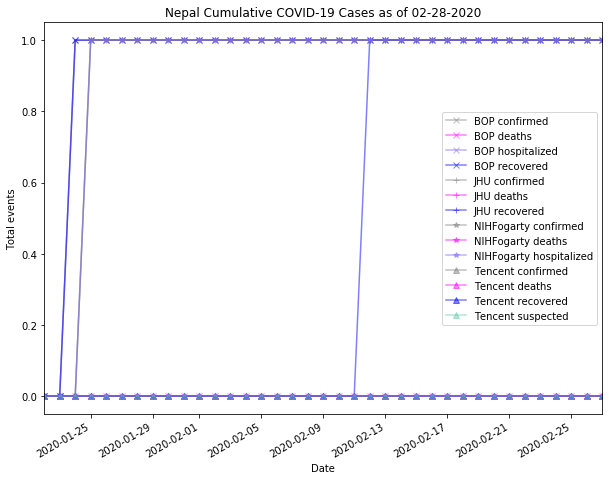 Nepal Cumulative COVID-19 Cases as of 02-28-2020
1.0
0.8
0.6
0.4
0.2
0.0
Total events
BOP confirmed
BOP deaths
BOP hospitalized
BOP recovered
JHU confirmed
JHU deaths
JHU recovered
NIHFogarty confirmed
NIHFogarty deaths
NIHFogarty hospitalized
Tencent confirmed
Tencent deaths
Tencent recovered
Tencent suspected
2020-01-25
2020-01-29
2020-02-01
2020-02-05
2020-02-09
2020-02-13
2020-02-17
2020-02-21
2020-02-25
Date